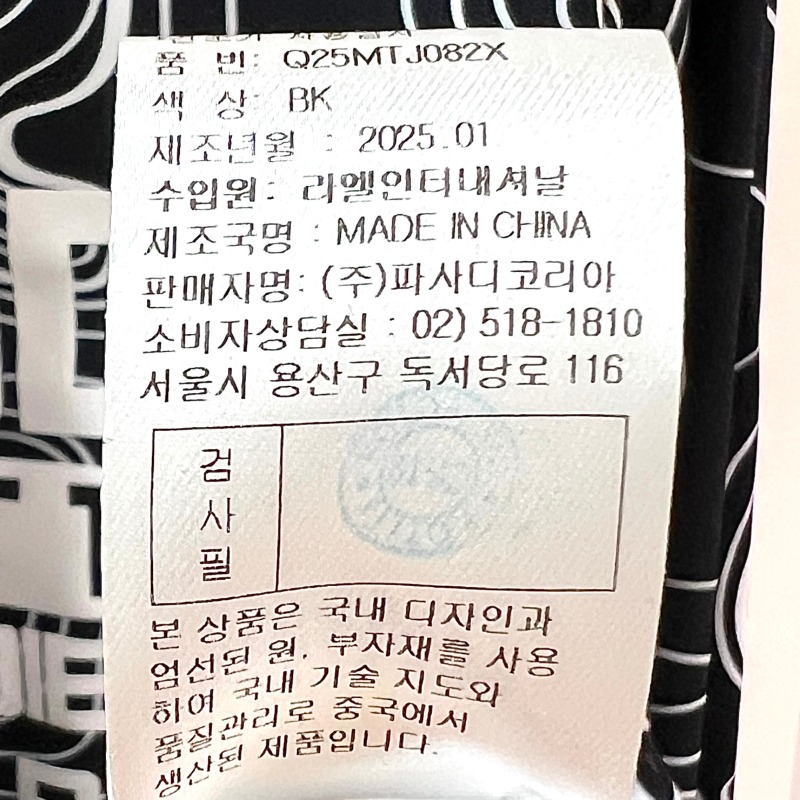 품 번: Q25MTJ082X
색 상: BK
제조년월 : 2025.01
수입원: 라엘인터내셔날
제조국명 : MADE IN CHINA
판매자명: (주)파사디코리아
소비자상담실 : 02) 518-1810
서울시 용산구 독서당로 116
검
사
필
본 상품은 국내 디자인과
엄선된 원, 부자재를 사용
하여 국내 기술 지도와
품질관리로 중국에서
생산된 제품입니다.